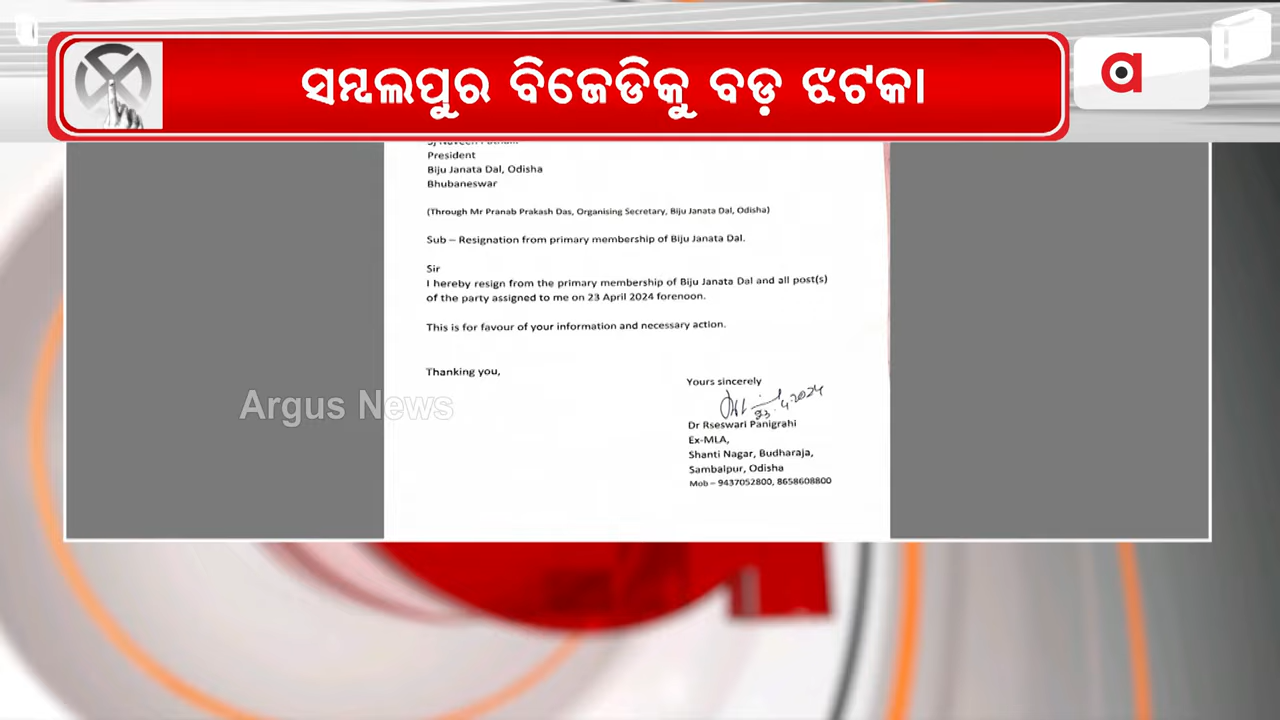 ସମ୍ବଲପୁର ବିଜେଡିକୁ ବଡ଼ ଝଟକା
President
Biju Janata Dal, Odisha
Bhubaneswar
(Through Mr Pranab Prakash Das, Organising Secretary, Biju Janata Dal, Odisha)
Sub – Resignation from primary membership of Biju Janata Dal.
Sir
I hereby resign from the primary membership of Biju Janata Dal and all post(s)
of the party assigned to me on 23 April 2024 forenoon.
This is for favour of your information and necessary action.
Thanking you,
Argus News
Yours sincerely
23.4.2024
Dr Rseswari Panigrahi
Ex-MLA,
Shanti Nagar, Budharaja,
Sambalpur, Odisha
Mob – 9437052800, 8658608800